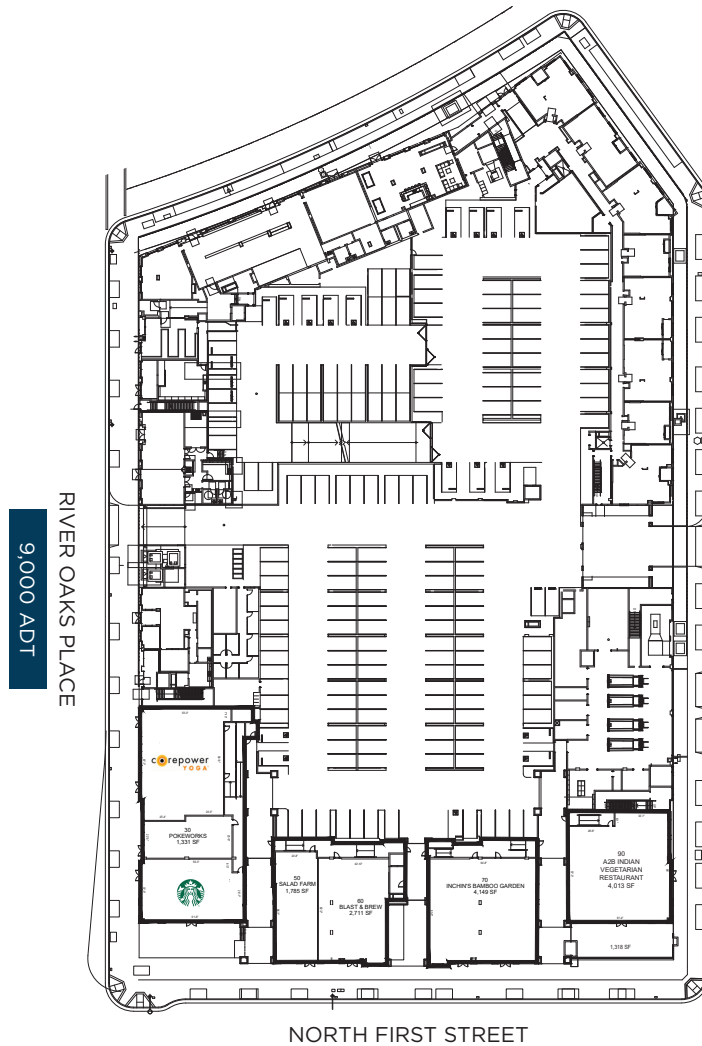 RIVER OAKS PLACE
9,000 ADT
corepower
YOGA
30
POKEWORKS
1,331 SF
50
SALAD FARM
1,785 SF
60
BLAST & BREW
2,711 SF
70
INCHIN'S BAMBOO GARDEN
4,149 SF
90
A2B INDIAN
VEGETARIAN
RESTAURANT
4,013 SF
1,318 SF
NORTH FIRST STREET